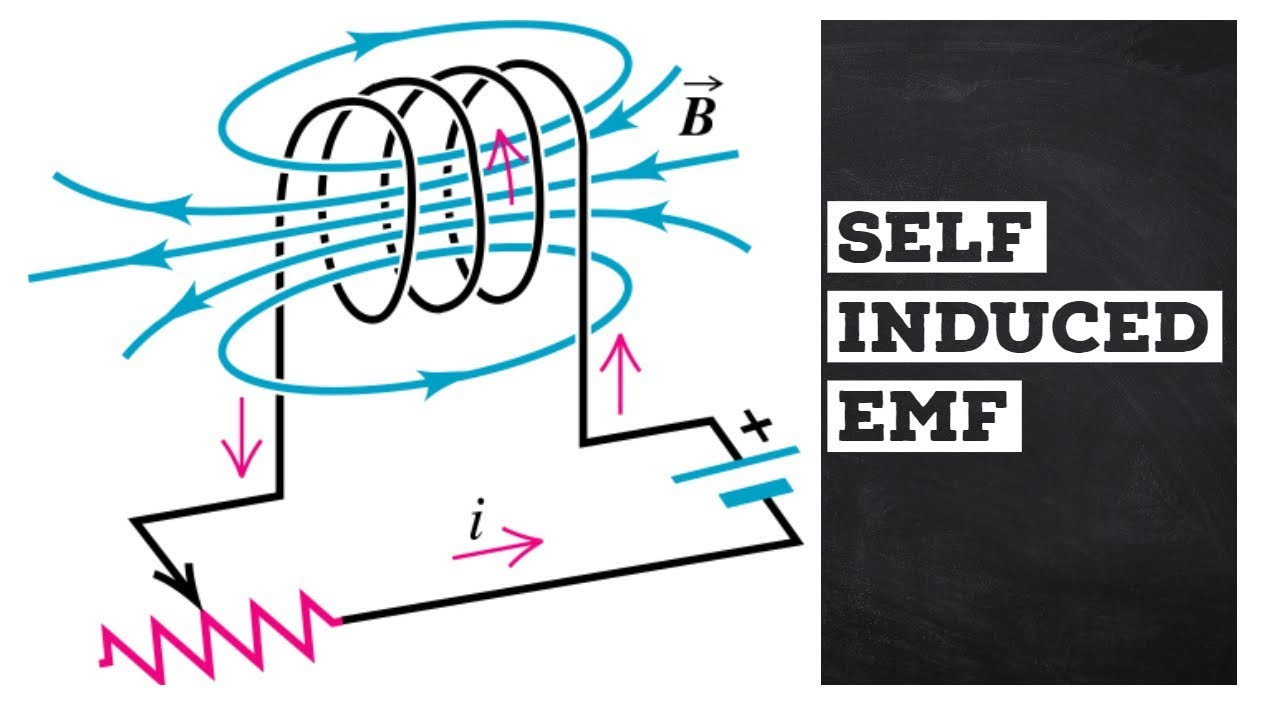 B
+
i
SELF
INDUCED
EMF